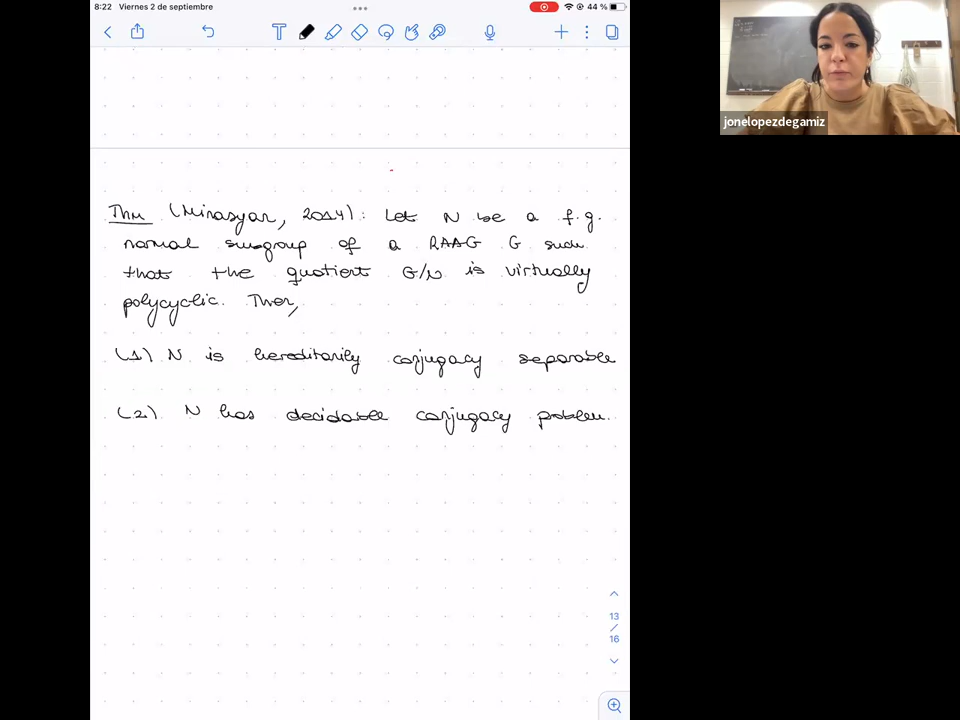 8:22 Viernes 2 de septiembre
44 %
jonelopezdegamiz
Thm (Minasyan, 2014): Let N be a f.g.
normal subgroup of a RAAG G such
that the quotient G/N is virtually
polycyclic. Then,
(1) N is hereditarily conjugacy separable
(2) N has decidable conjugacy problem.
13
/
16